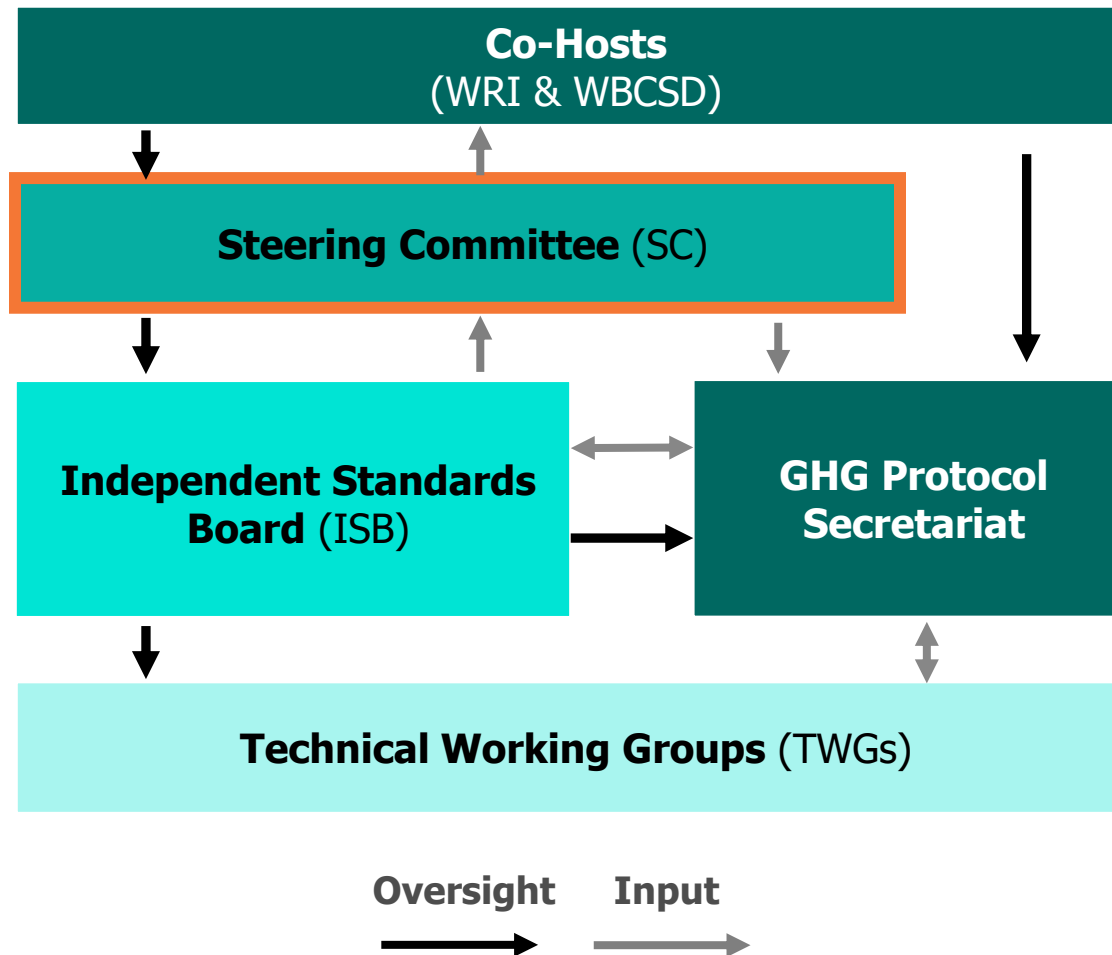 Co-Hosts
(WRI & WBCSD)
Steering Committee (SC)
Independent Standards
Board (ISB)
GHG Protocol
Secretariat
Technical Working Groups (TWGs)
Oversight
Input